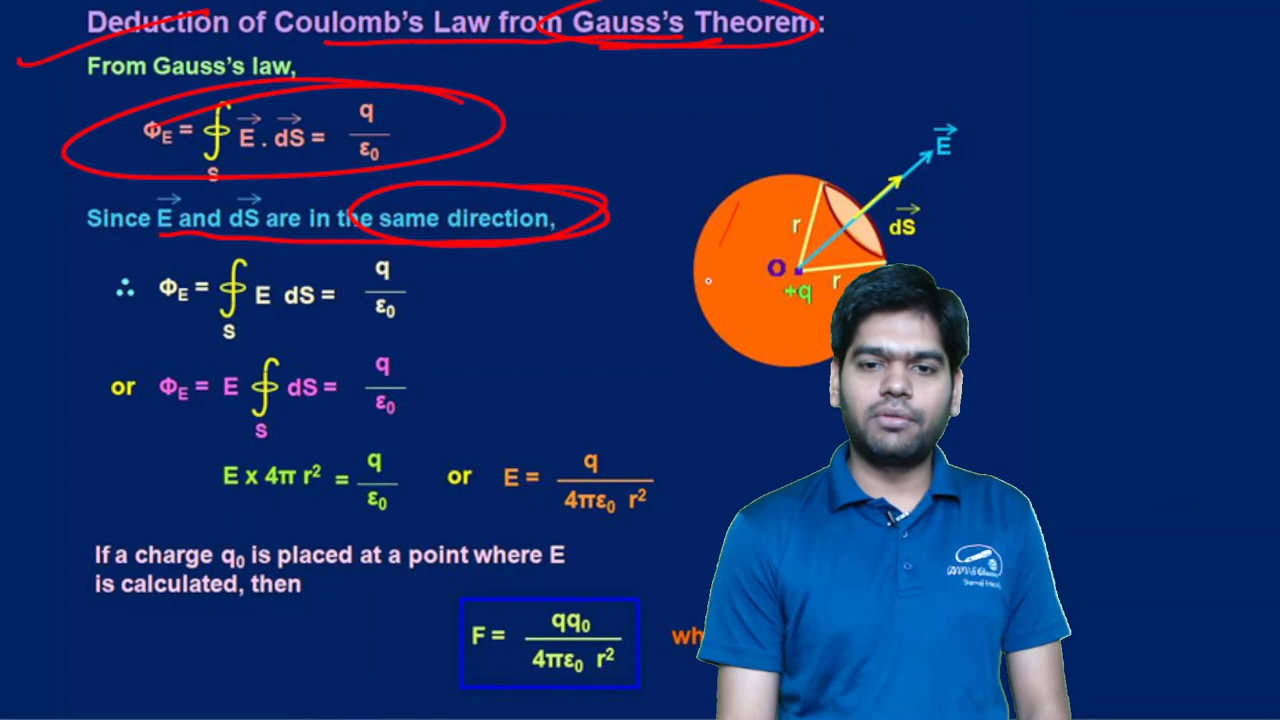 Deduction of Coulomb's Law from Gauss's Theorem:
From Gauss's law,
Φ_E = ∮_S E⃗ . dS⃗ = q / ε₀
Since E⃗ and dS⃗ are in the same direction,
∴ Φ_E = ∮_S E dS = q / ε₀
or Φ_E = E ∮_S dS = q / ε₀
E x 4π r² = q / ε₀ or E = q / 4πε₀ r²
If a charge q₀ is placed at a point where E
is calculated, then
F = qq₀ / 4πε₀ r²
E⃗
dS⃗
r
O
r
+q